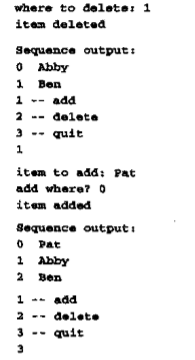 where to delete: 1
item deleted
Sequence output:
0 Abby
1 Ben
1 -- add
2 -- delete
3 -- quit
1
item to add: Pat
add where? 0
item added
Sequence output:
0 Pat
1 Abby
2 Ben
1 -- add
2 -- delete
3 -- quit
3